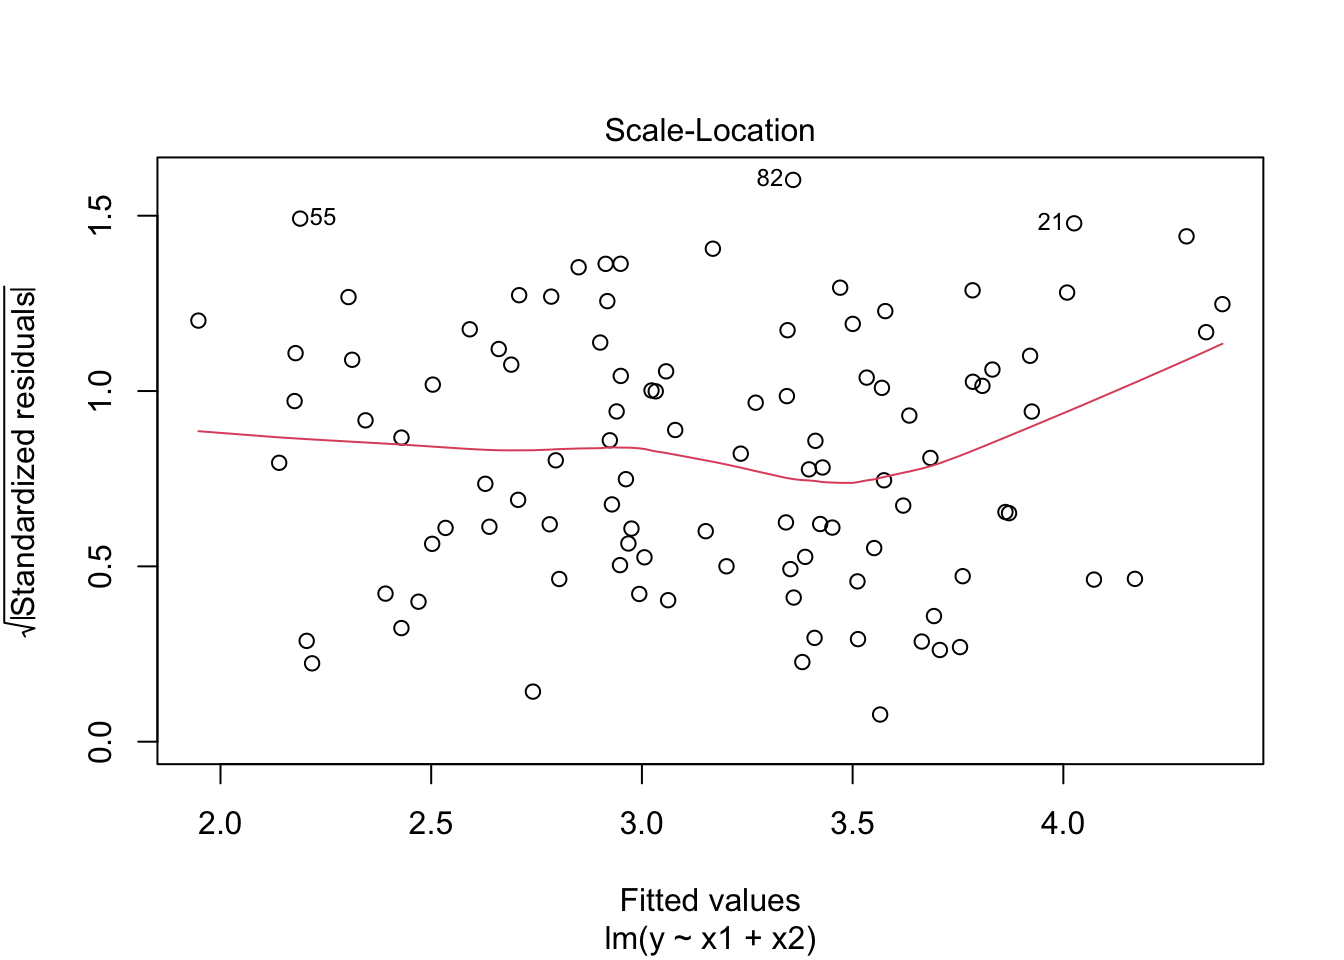 Scale-Location
82
55
21
√|Standardized residuals|
1.5
1.0
0.5
0.0
2.0 2.5 3.0 3.5 4.0
Fitted values
lm(y ~ x1 + x2)